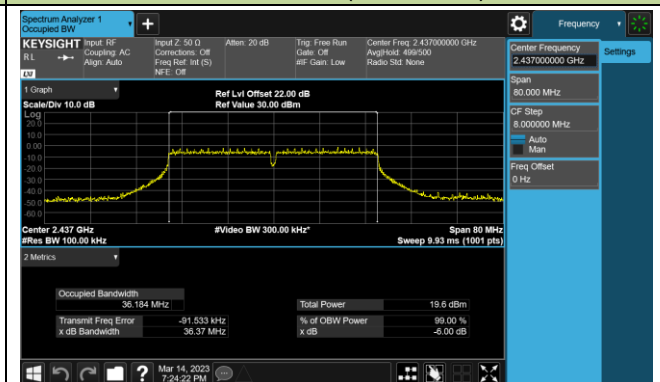 Spectrum Analyzer 1
Occupied BW
+
Frequency
KEYSIGHT
Input: RF
Input Z: 50 Ω
Atten: 20 dB
Trig: Free Run
Center Freq: 2.437000000 GHz
R L
Coupling: AC
Corrections: Off
Gate: Off
Avg|Hold: 499/500
Align: Auto
Freq Ref: Int (S)
#IF Gain: Low
Radio Std: None
NFE: Off
LXI
Center Frequency
2.437000000 GHz
Settings
Span
80.000 MHz
CF Step
8.000000 MHz
Auto
Man
Freq Offset
0 Hz
1 Graph
Ref Lvl Offset 22.00 dB
Scale/Div 10.0 dB
Ref Value 30.00 dBm
Log
20.0
10.0
0.00
-10.0
-20.0
-30.0
-40.0
-50.0
-60.0
Center 2.437 GHz
#Video BW 300.00 kHz*
Span 80 MHz
#Res BW 100.00 kHz
Sweep 9.93 ms (1001 pts)
2 Metrics
Occupied Bandwidth
36.184 MHz
Total Power
19.6 dBm
Transmit Freq Error
-91.533 kHz
% of OBW Power
99.00 %
x dB Bandwidth
36.37 MHz
x dB
-6.00 dB
?
Mar 14, 2023
7:24:22 PM